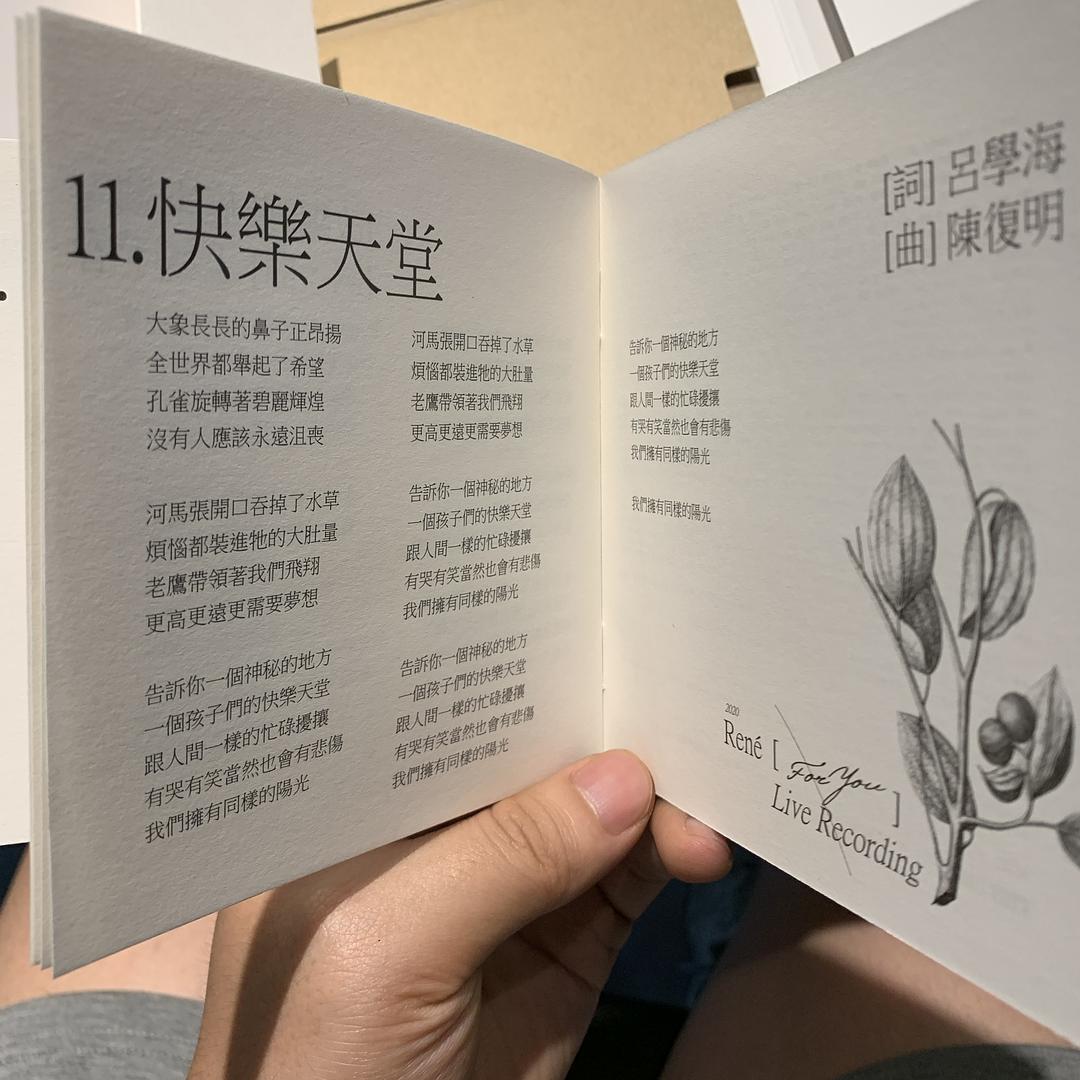 11.快樂天堂
大象長長的鼻子正昂揚
全世界都舉起了希望
孔雀旋轉著碧麗輝煌
沒有人應該永遠沮喪
河馬張開口吞掉了水草
煩惱都裝進牠的大肚量
老鷹帶領著我們飛翔
更高更遠更需要夢想
告訴你一個神秘的地方
一個孩子們的快樂天堂
跟人間一樣的忙碌擾攘
有哭有笑當然也會有悲傷
我們擁有同樣的陽光
河馬張開口吞掉了水草
煩惱都裝進牠的大肚量
老鷹帶領著我們飛翔
更高更遠更需要夢想
告訴你一個神秘的地方
一個孩子們的快樂天堂
跟人間一樣的忙碌擾攘
有哭有笑當然也會有悲傷
我們擁有同樣的陽光
告訴你一個神秘的地方
一個孩子們的快樂天堂
跟人間一樣的忙碌擾攘
有哭有笑當然也會有悲傷
我們擁有同樣的陽光
[詞] 呂學海
[曲] 陳復明
告訴你一個神秘的地方
一個孩子們的快樂天堂
跟人間一樣的忙碌擾攘
有哭有笑當然也會有悲傷
我們擁有同樣的陽光
我們擁有同樣的陽光
2020
René [ For You ]
Live Recording